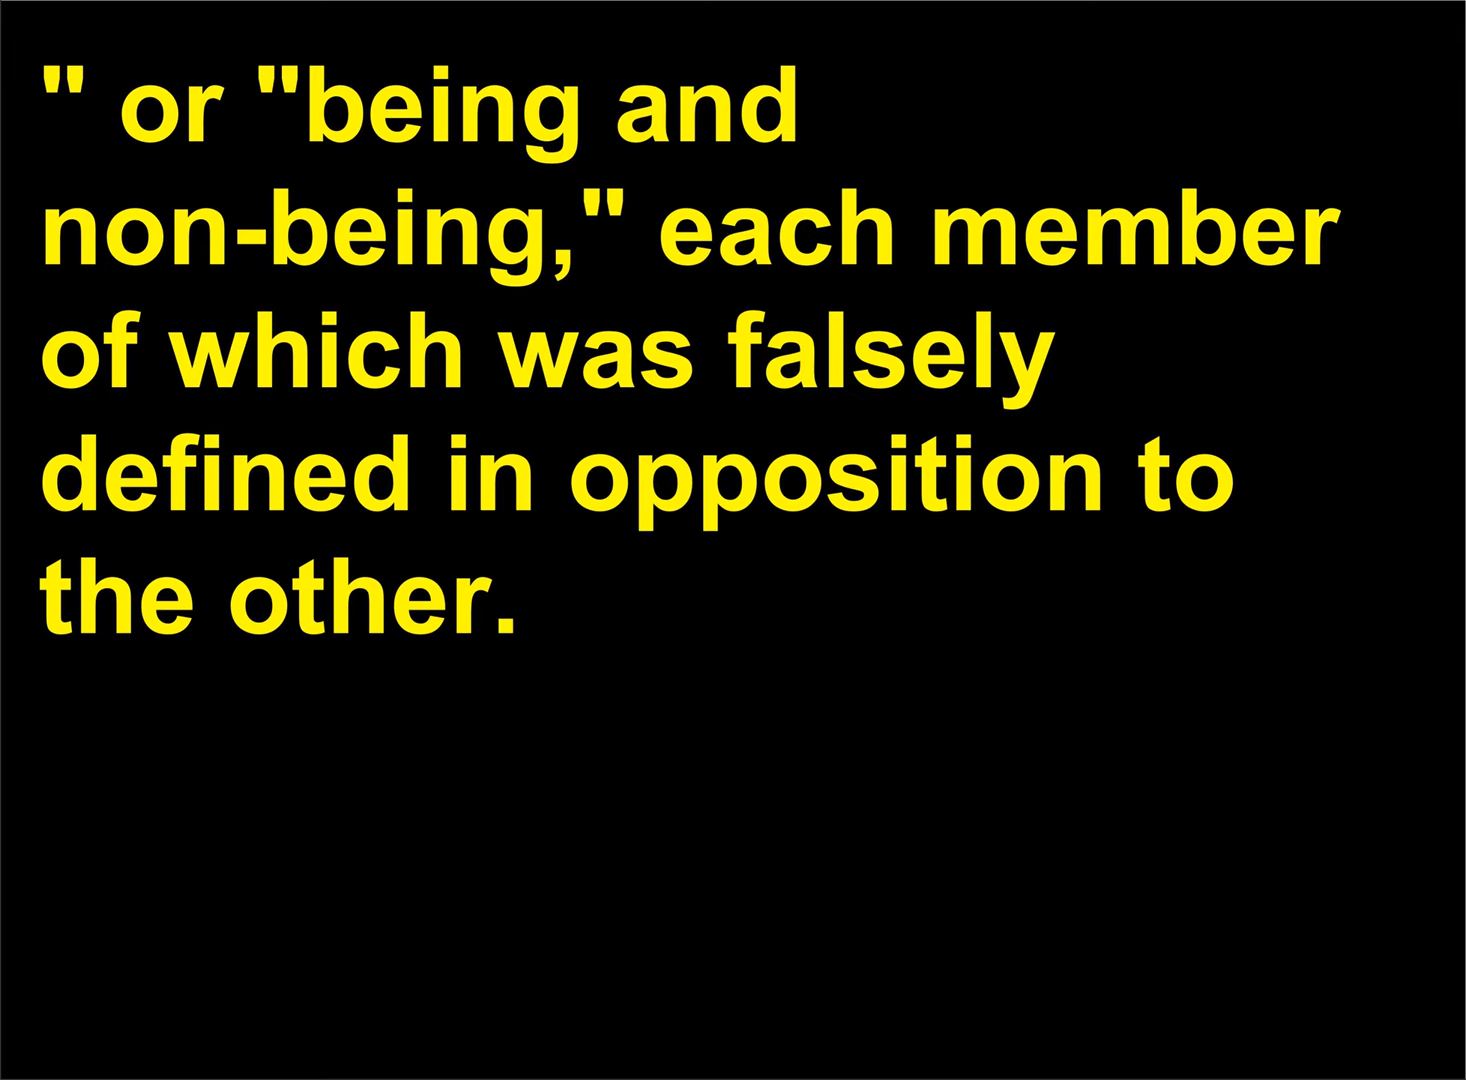 " or "being and
non-being," each member
of which was falsely
defined in opposition to
the other.